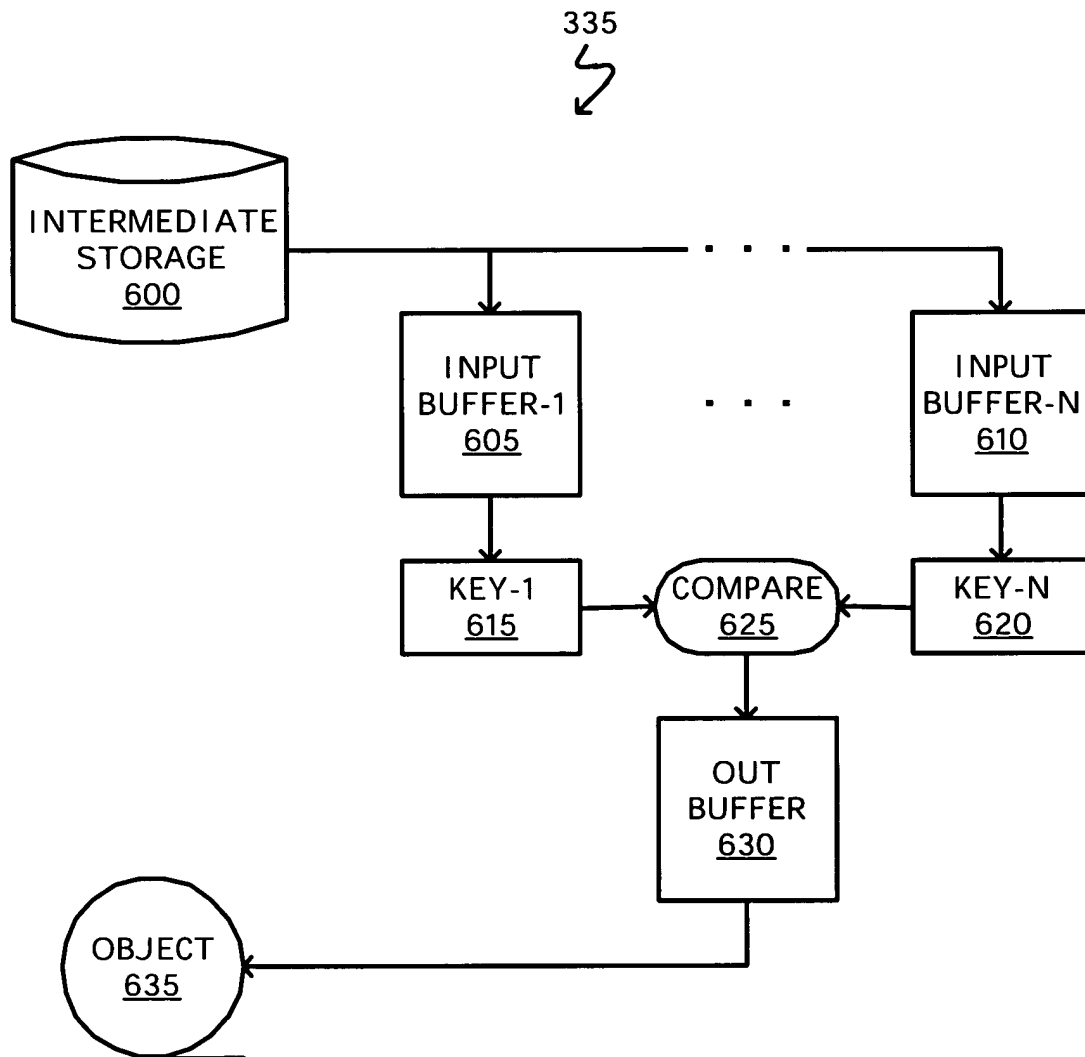 335
INTERMEDIATE
STORAGE
600
. . .
INPUT
BUFFER-1
605
. . .
INPUT
BUFFER-N
610
KEY-1
615
COMPARE
625
KEY-N
620
OUT
BUFFER
630
OBJECT
635